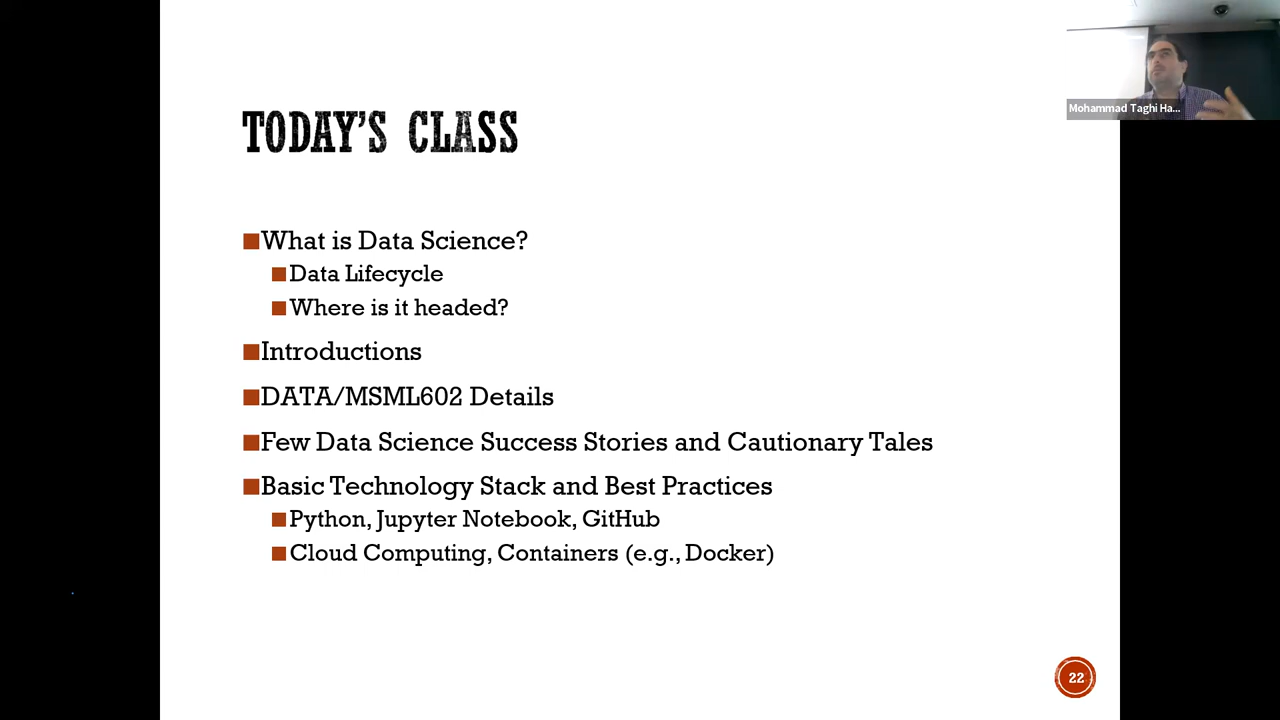 TODAY'S CLASS
What is Data Science?
Data Lifecycle
Where is it headed?
Introductions
DATA/MSML602 Details
Few Data Science Success Stories and Cautionary Tales
Basic Technology Stack and Best Practices
Python, Jupyter Notebook, GitHub
Cloud Computing, Containers (e.g., Docker)
22
Mohammad Taghi Ha...